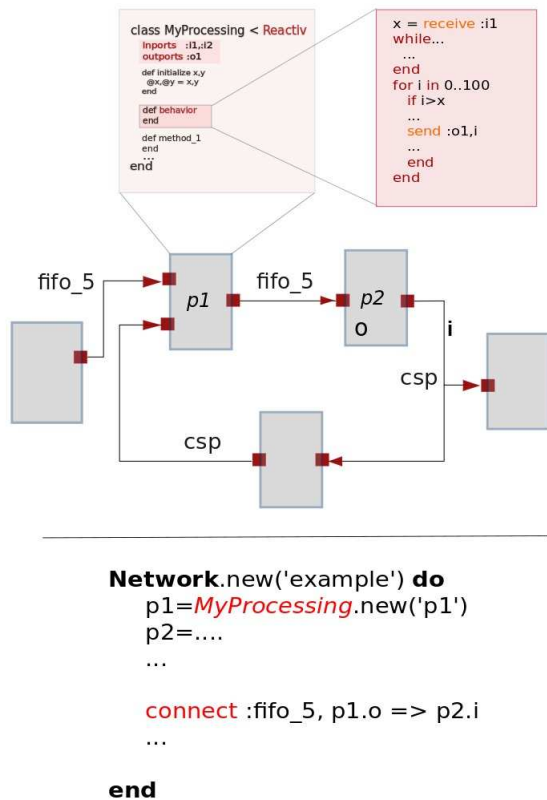 class MyProcessing < Reactiv
Inports :i1,:i2
outports :o1
def initialize x,y
@x,@y = x,y
end
def behavior
end
def method_1
end
...
end
x = receive :i1
while...
...
end
for i in 0..100
if i>x
...
send :o1,i
...
end
end
fifo_5
p1
fifo_5
p2
o
i
csp
csp
Network.new('example') do
p1=MyProcessing.new('p1')
p2=....
...
connect :fifo_5, p1.o => p2.i
...
end